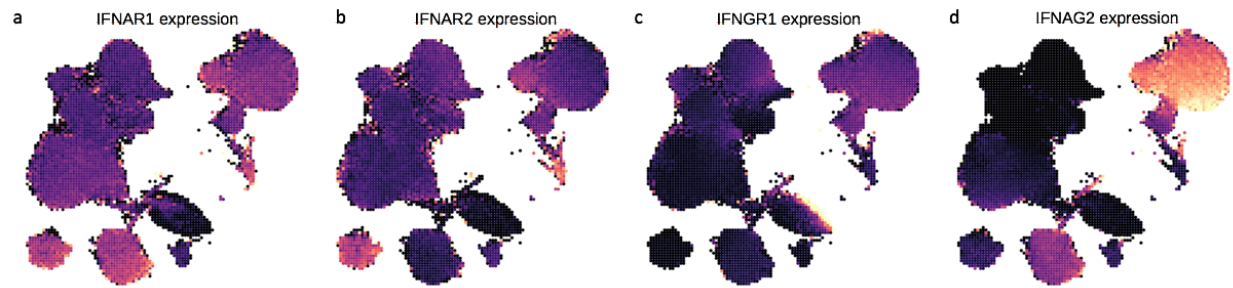 a IFNAR1 expression
b IFNAR2 expression
c IFNGR1 expression
d IFNAG2 expression